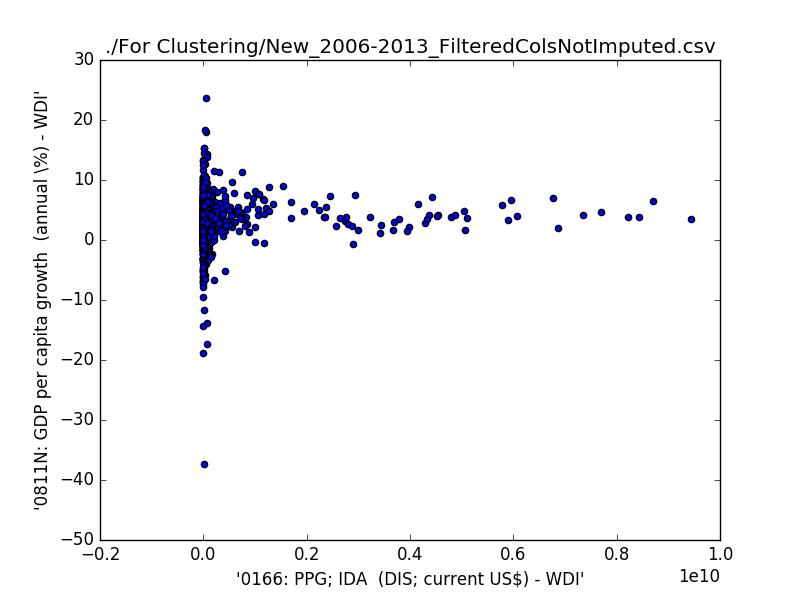 ./For Clustering/New_2006-2013_FilteredColsNotImputed.csv
30
20
10
0
−10
−20
−30
−40
−50
'0811N: GDP per capita growth  (annual \%) - WDI'
−0.2 0.0 0.2 0.4 0.6 0.8 1.0
1e10
'0166: PPG; IDA  (DIS; current US$) - WDI'